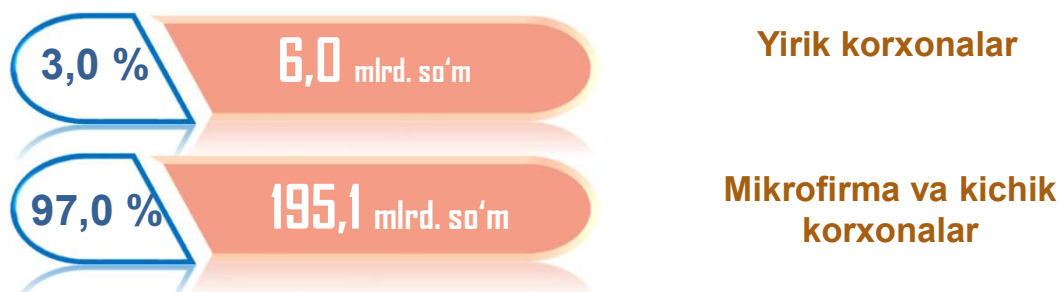 3,0 % 6,0 mlrd. so‘m Yirik korxonalar
97,0 % 195,1 mlrd. so‘m Mikrofirma va kichik
korxonalar